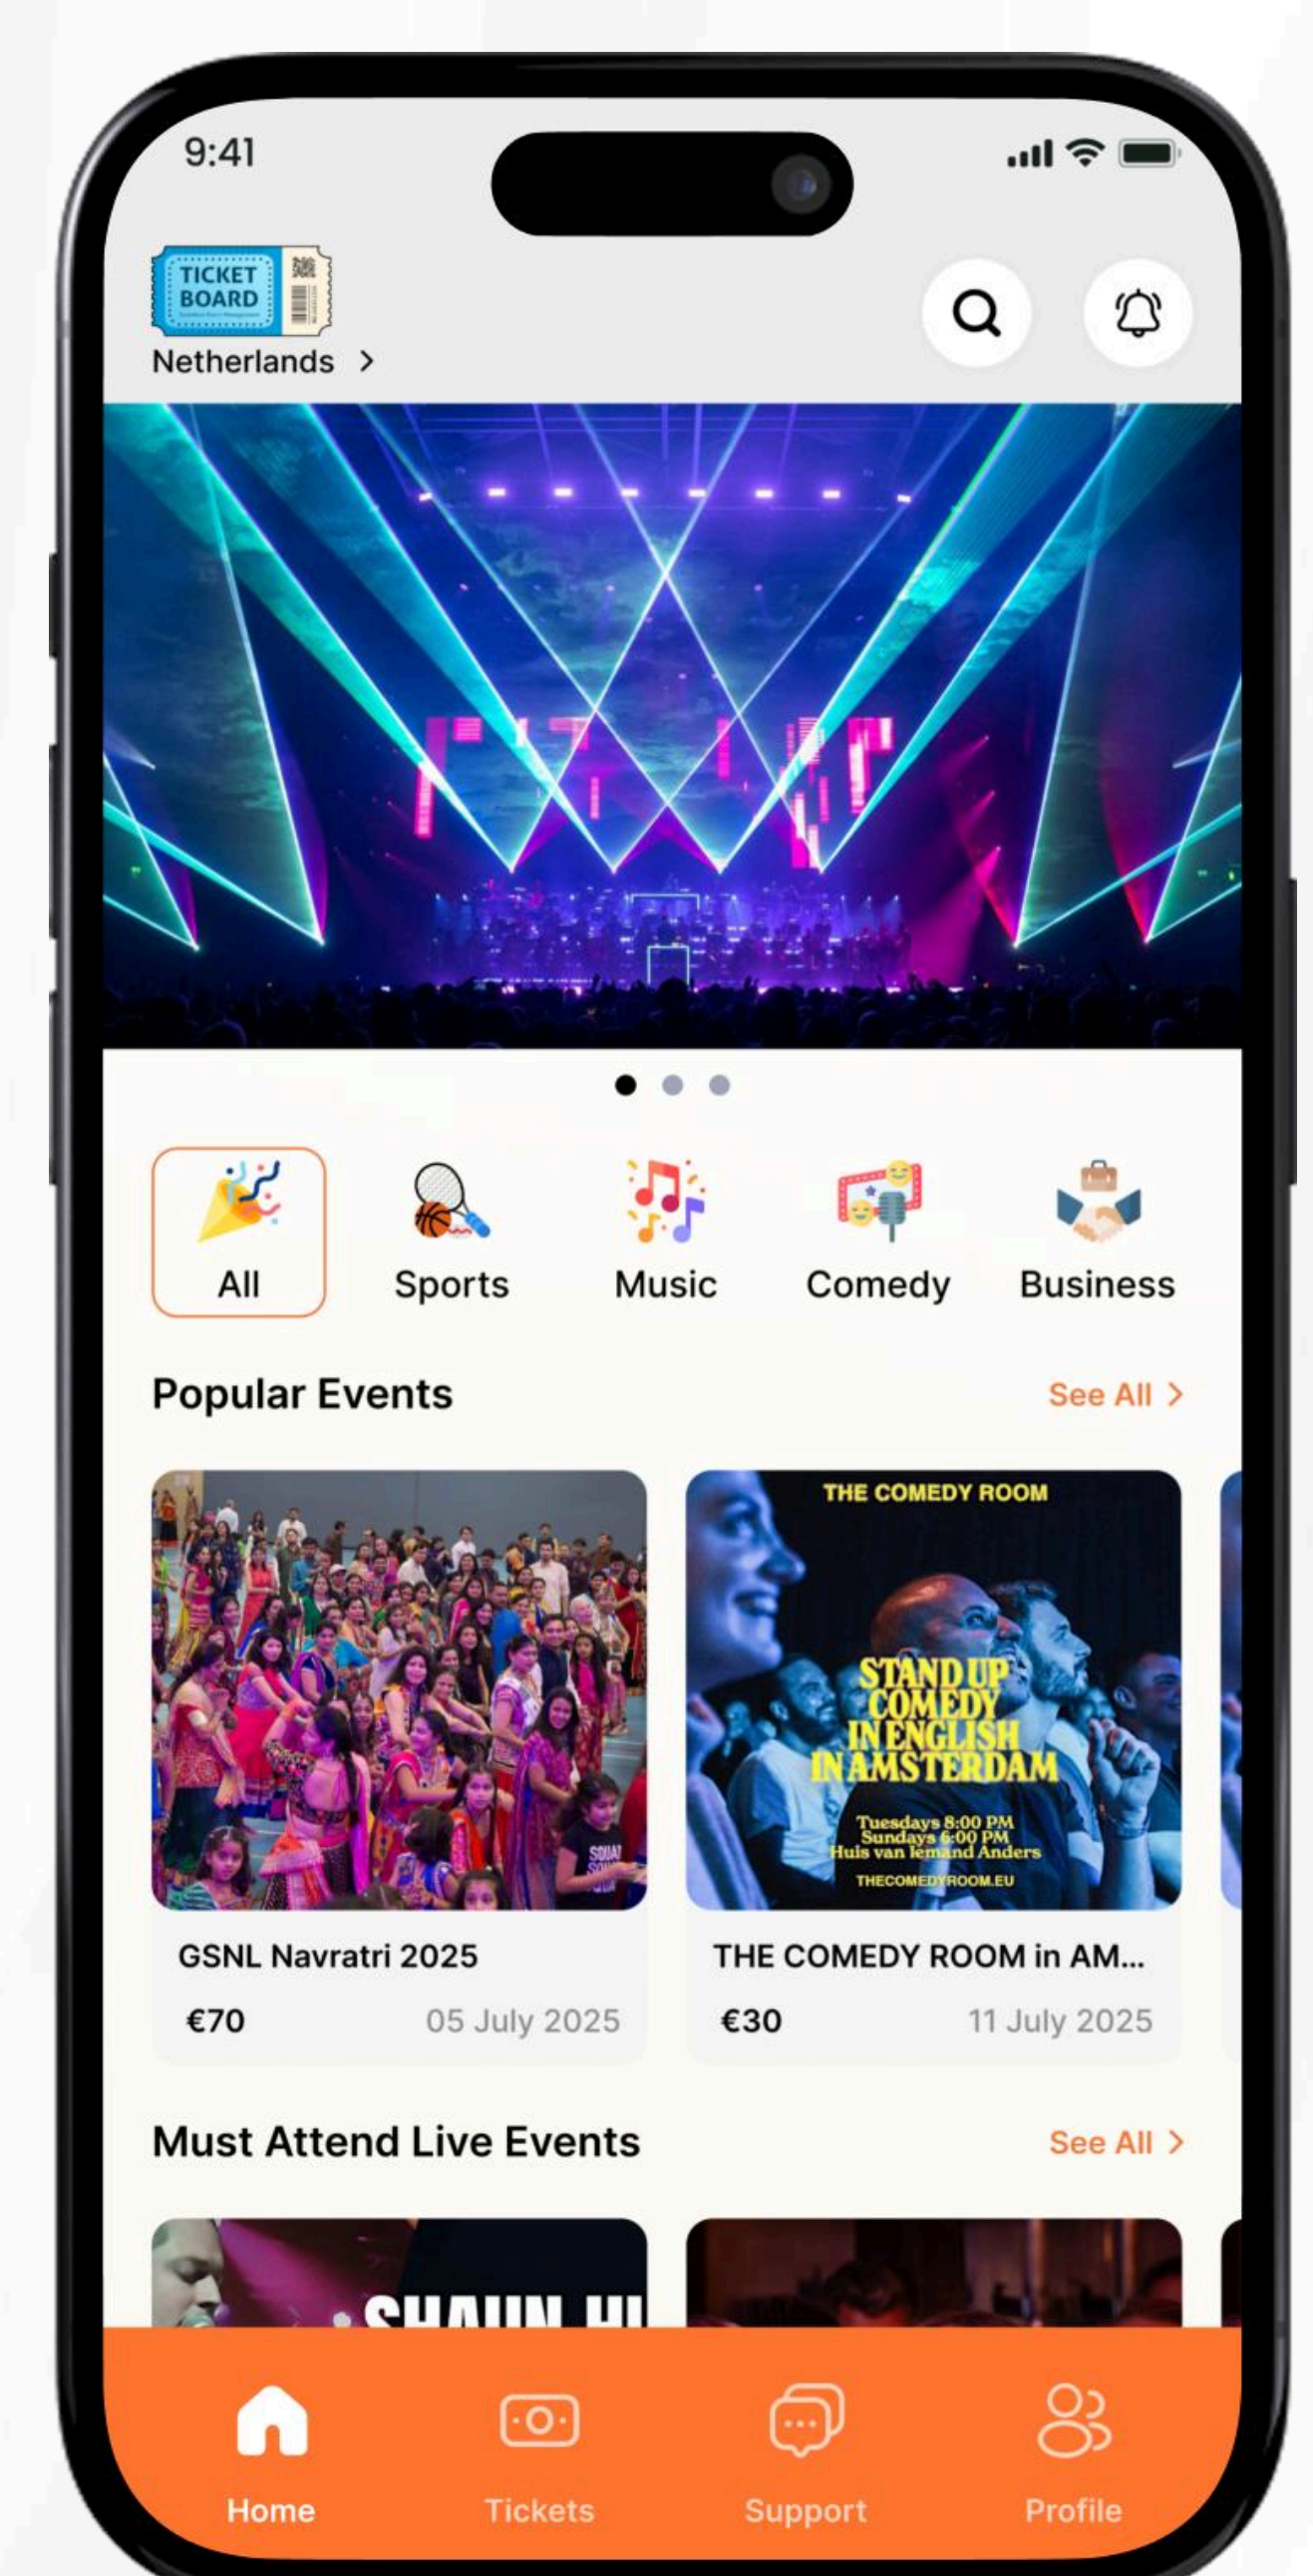 9:41
TICKET
BOARD
Netherlands
All
Sports
Music
Comedy
Business
Popular Events
See All
THE COMEDY ROOM
STAND UP
COMEDY
IN ENGLISH
IN AMSTERDAM
Tuesdays 8:00 PM
Sundays 6:00 PM
Huis van Iemand Anders
THECOMEDYROOM.EU
SQUAT
GSNL Navratri 2025
€70
05 July 2025
THE COMEDY ROOM in AM...
€30
11 July 2025
Must Attend Live Events
See All
SHAUN
Home
Tickets
Support
Profile